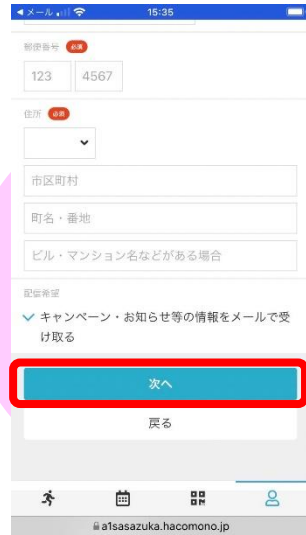 メール 15:35
郵便番号 必須
123 4567
住所 必須
市区町村
町名・番地
ビル・マンション名などがある場合
配信希望
キャンペーン・お知らせ等の情報をメールで受
け取る
次へ
戻る
a1sasazuka.hacomono.jp